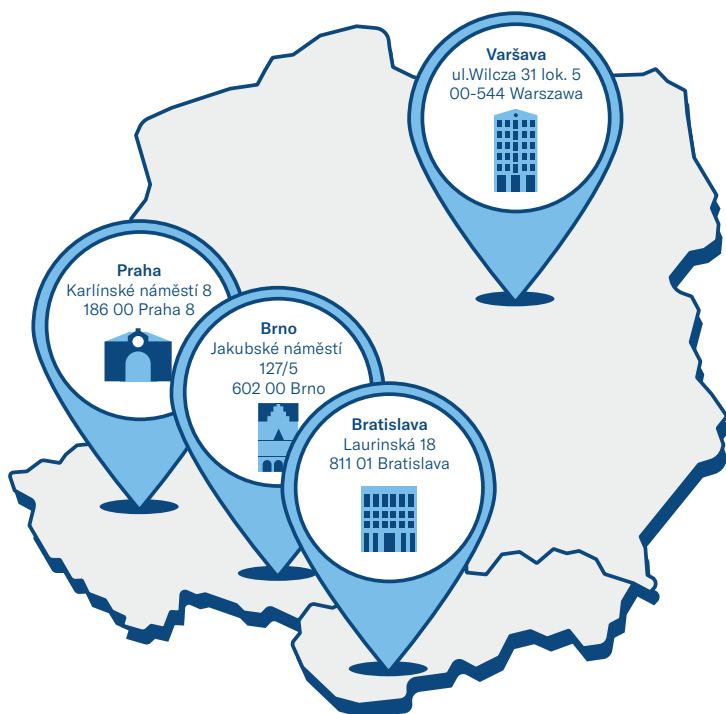 Varšava
ul.Wilcza 31 lok. 5
00-544 Warszawa
Praha
Karlínské náměstí 8
186 00 Praha 8
Brno
Jakubské náměstí
127/5
602 00 Brno
Bratislava
Laurinská 18
811 01 Bratislava